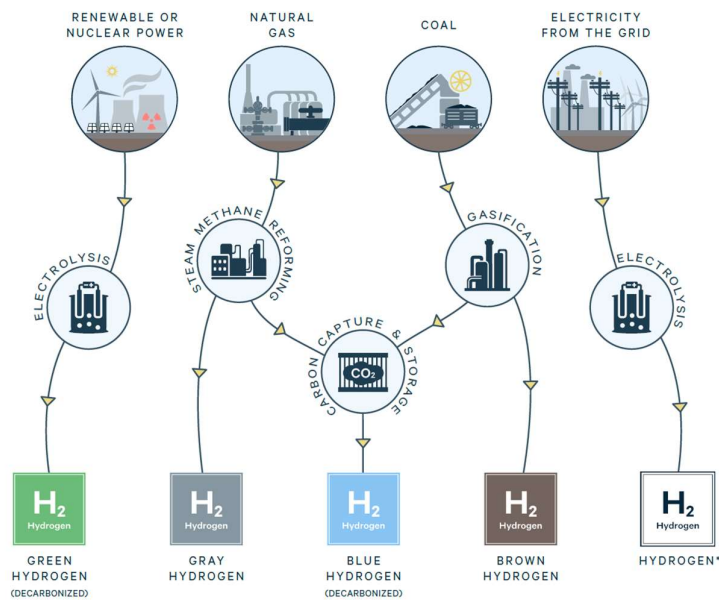 RENEWABLE OR
NUCLEAR POWER
NATURAL
GAS
COAL
ELECTRICITY
FROM THE GRID
ELECTROLYSIS
STEAM METHANE REFORMING
GASIFICATION
ELECTROLYSIS
CARBON CAPTURE & STORAGE
CO₂
H₂
Hydrogen
H₂
Hydrogen
H₂
Hydrogen
H₂
Hydrogen
H₂
Hydrogen
GREEN
HYDROGEN
(DECARBONIZED)
GRAY
HYDROGEN
BLUE
HYDROGEN
(DECARBONIZED)
BROWN
HYDROGEN
HYDROGEN*